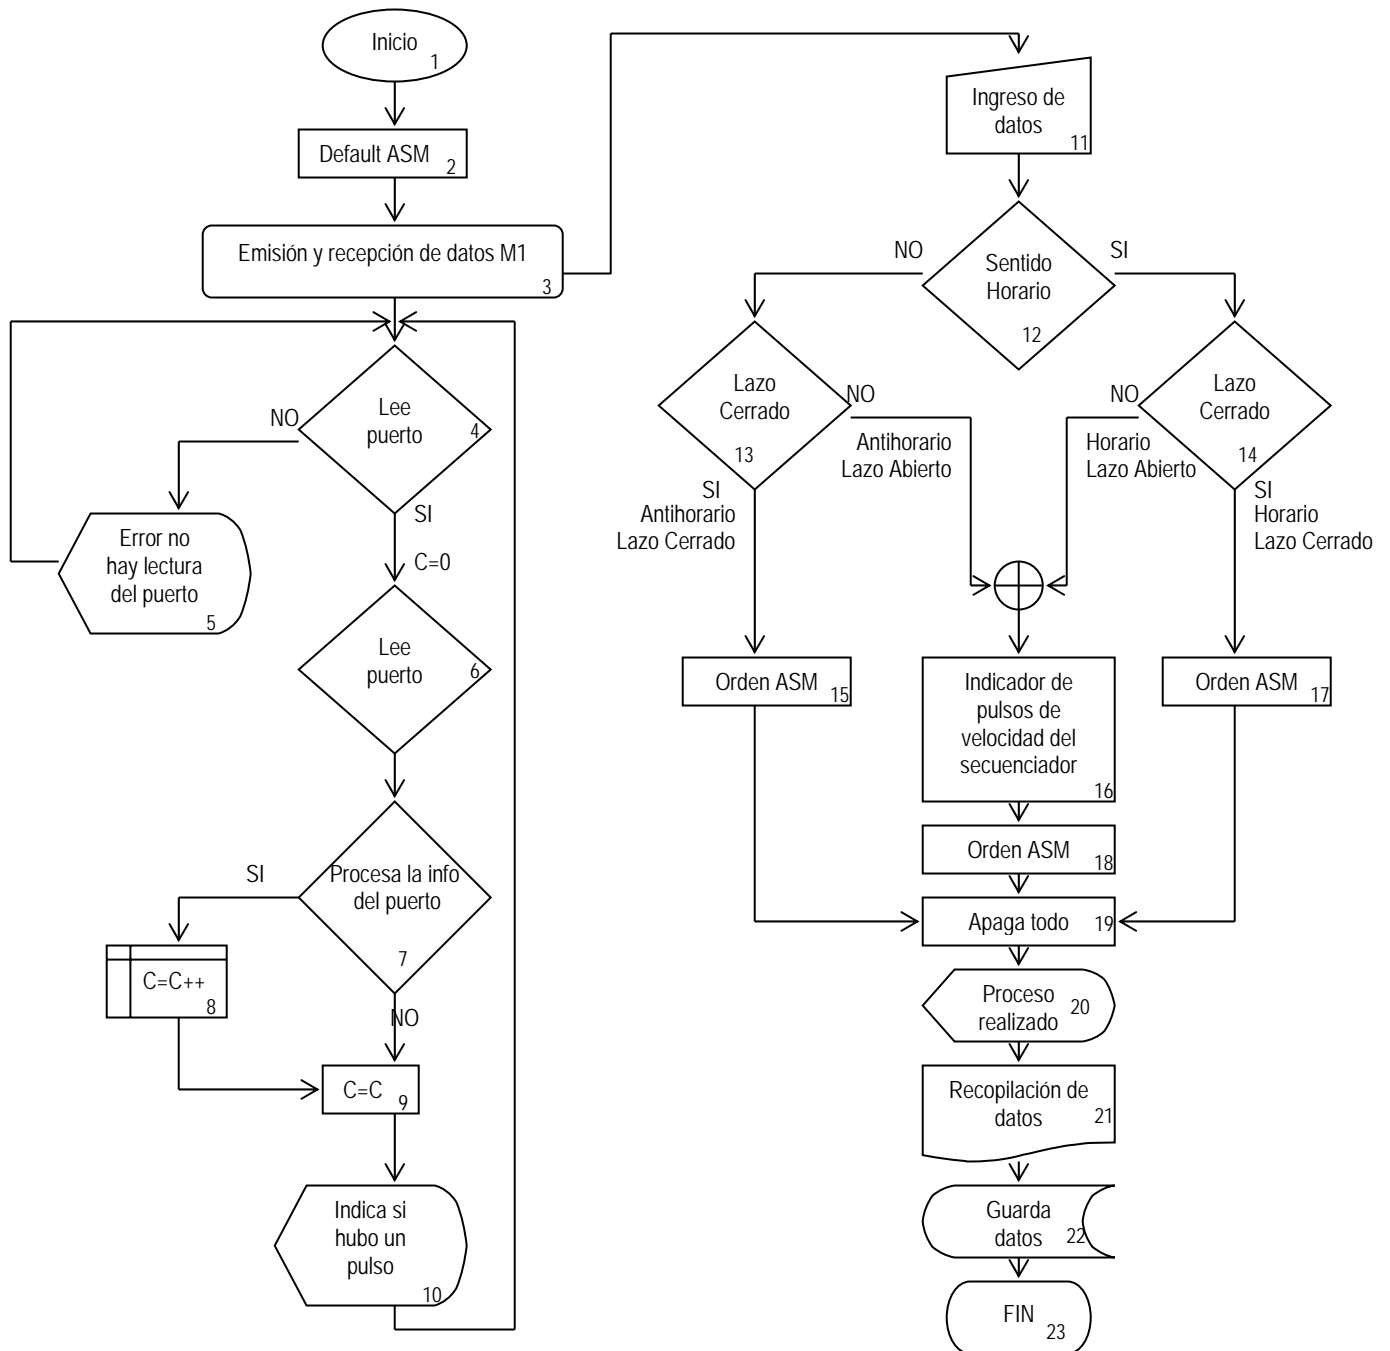 Inicio
1
Default ASM
2
Emisión y recepción de datos M1
3
Lee
puerto
4
NO
SI
Error no
hay lectura
del puerto
5
C=0
Lee
puerto
6
Procesa la info
del puerto
7
SI
NO
C=C++
8
C=C
9
Indica si
hubo un
pulso
10
Ingreso de
datos
11
Sentido
Horario
12
NO
SI
Lazo
Cerrado
13
NO
Antihorario
Lazo Abierto
SI
Antihorario
Lazo Cerrado
Lazo
Cerrado
14
NO
Horario
Lazo Abierto
SI
Horario
Lazo Cerrado
Orden ASM
15
Indicador de
pulsos de
velocidad del
secuenciador
16
Orden ASM
17
Orden ASM
18
Apaga todo
19
Proceso
realizado
20
Recopilación de
datos
21
Guarda
datos
22
FIN
23